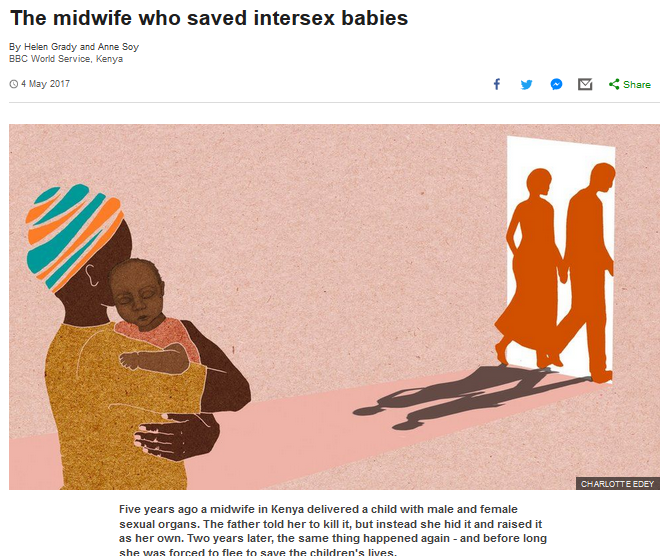 The midwife who saved intersex babies
By Helen Grady and Anne Soy
BBC World Service, Kenya
4 May 2017
Share
CHARLOTTE EDEY
Five years ago a midwife in Kenya delivered a child with male and female
sexual organs. The father told her to kill it, but instead she hid it and raised it
as her own. Two years later, the same thing happened again - and before long
she was forced to flee to save the children's lives.